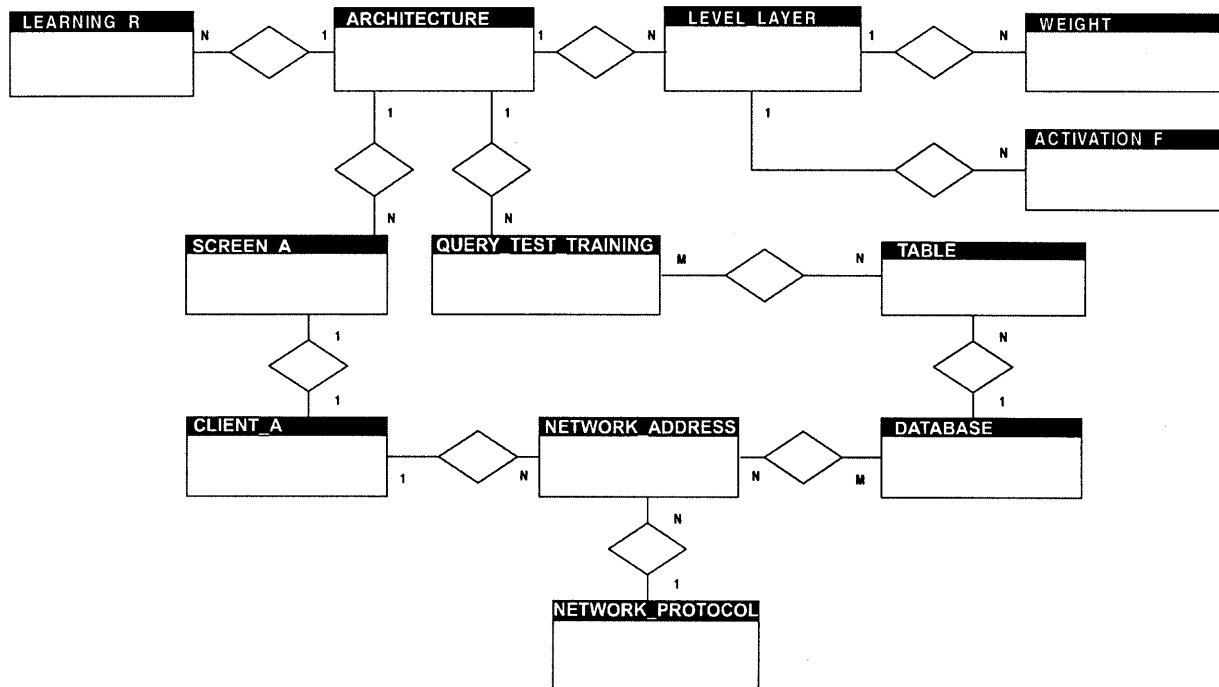 LEARNING R
N
1
ARCHITECTURE
1
N
LEVEL_LAYER
1
N
WEIGHT
1
1
1
N
ACTIVATION F
N
N
SCREEN A
QUERY_TEST_TRAINING
M
N
TABLE
1
N
1
1
CLIENT_A
1
N
NETWORK_ADDRESS
N
M
DATABASE
N
1
NETWORK_PROTOCOL